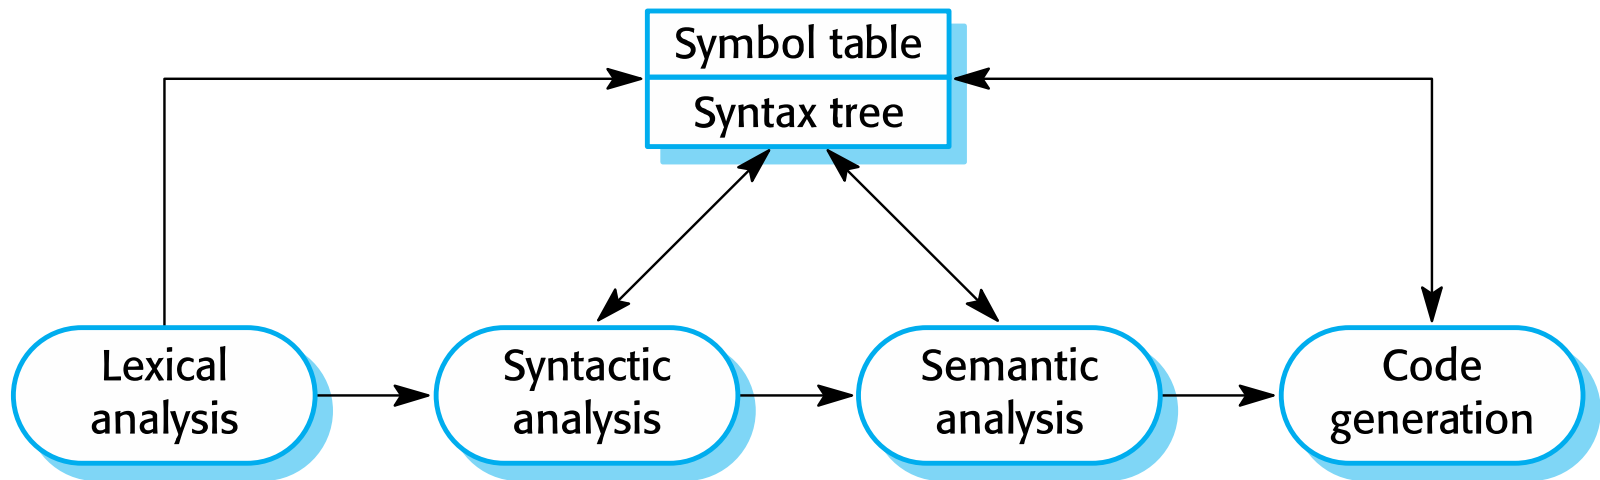 Symbol table
Syntax tree
Lexical
analysis
Syntactic
analysis
Semantic
analysis
Code
generation